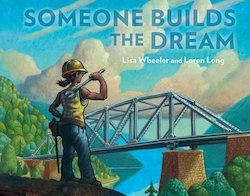 SOMEONE BUILDS
THE DREAM
Lisa Wheeler and Loren Long